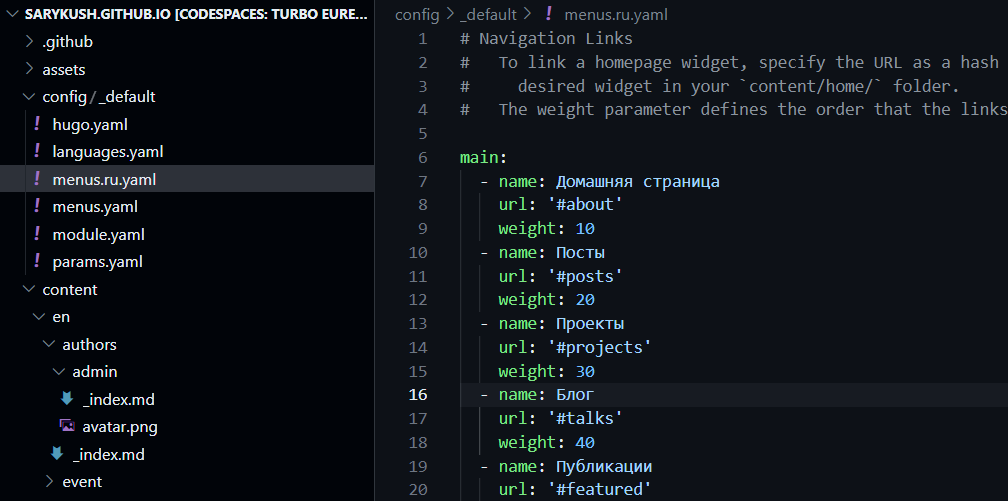 SARYKUSH.GITHUB.IO [CODESPACES: TURBO EURE...
.github
assets
config/_default
hugo.yaml
languages.yaml
menus.ru.yaml
menus.yaml
module.yaml
params.yaml
content
en
authors
admin
_index.md
avatar.png
_index.md
event
config > _default > ! menus.ru.yaml
1 # Navigation Links
2 #   To link a homepage widget, specify the URL as a hash
3 #     desired widget in your `content/home/` folder.
4 #   The weight parameter defines the order that the links
5
6 main:
7   - name: Домашняя страница
8     url: '#about'
9     weight: 10
10   - name: Посты
11     url: '#posts'
12     weight: 20
13   - name: Проекты
14     url: '#projects'
15     weight: 30
16   - name: Блог
17     url: '#talks'
18     weight: 40
19   - name: Публикации
20     url: '#featured'